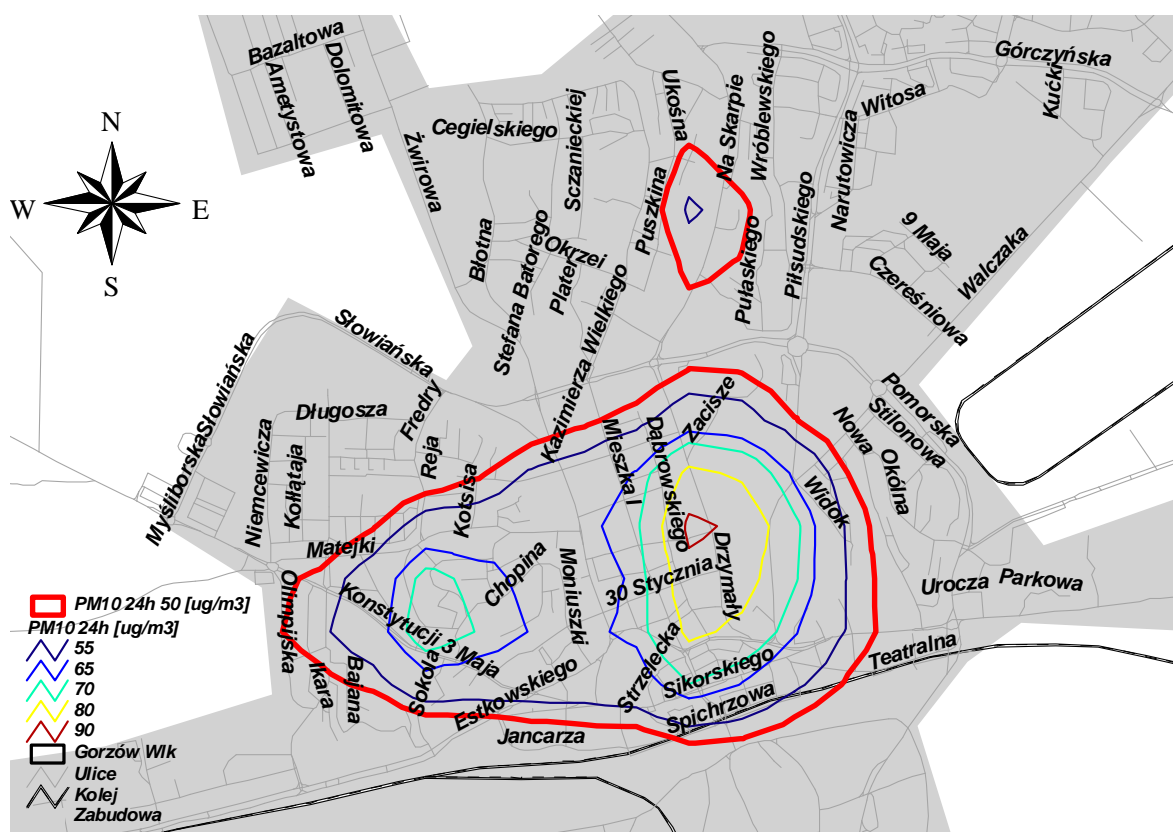 Bazaltowa
Dolomitowa
Ametystowa
Żwirowa
Cegielskiego
Sczanieckiej
Ukośna
Na Skarpie
Wróblewskiego
Górczyńska
Kućki
Witosa
Narutowicza
Piłsudskiego
Puszkina
Pułaskiego
9 Maja
Czereśniowa
Walczaka
N
W
E
S
Błotna
Stefana Batorego
Okrzei
Plater
Kazimierza Wielkiego
Słowiańska
Słowiańska
Myśliborska
Długosza
Fredry
Reja
Niemcewicza
Kołłątaja
Kotsisa
Matejki
Mieszka I
Dąbrowskiego
Zacisze
Pomorska
Stilonowa
Nowa
Okólna
Widok
Drzymały
30 Stycznia
Chopina
Moniuszki
Konstytucji 3 Maja
Olimpijska
Ikara
Bajana
Sokola
Estkowskiego
Jancarza
Strzelecka
Sikorskiego
Spichrzowa
Teatralna
Urocza
Parkowa
PM10 24h 50 [ug/m3]
PM10 24h [ug/m3]
55
65
70
80
90
Gorzów Wlk
Ulice
Kolej
Zabudowa